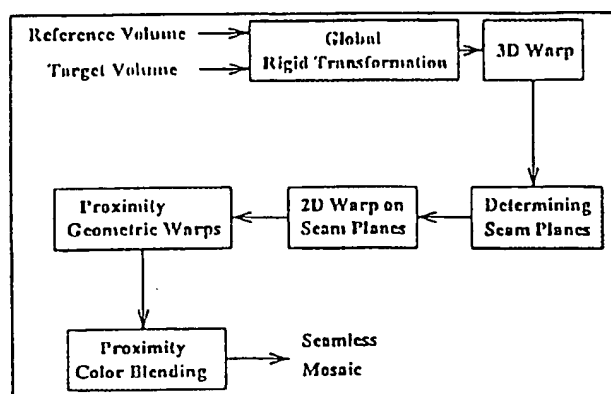 Reference Volume
Target Volume
Global
Rigid Transformation
3D Warp
Proximity
Geometric Warps
2D Warp on
Seam Planes
Determining
Seam Planes
Proximity
Color Blending
Seamless
Mosaic